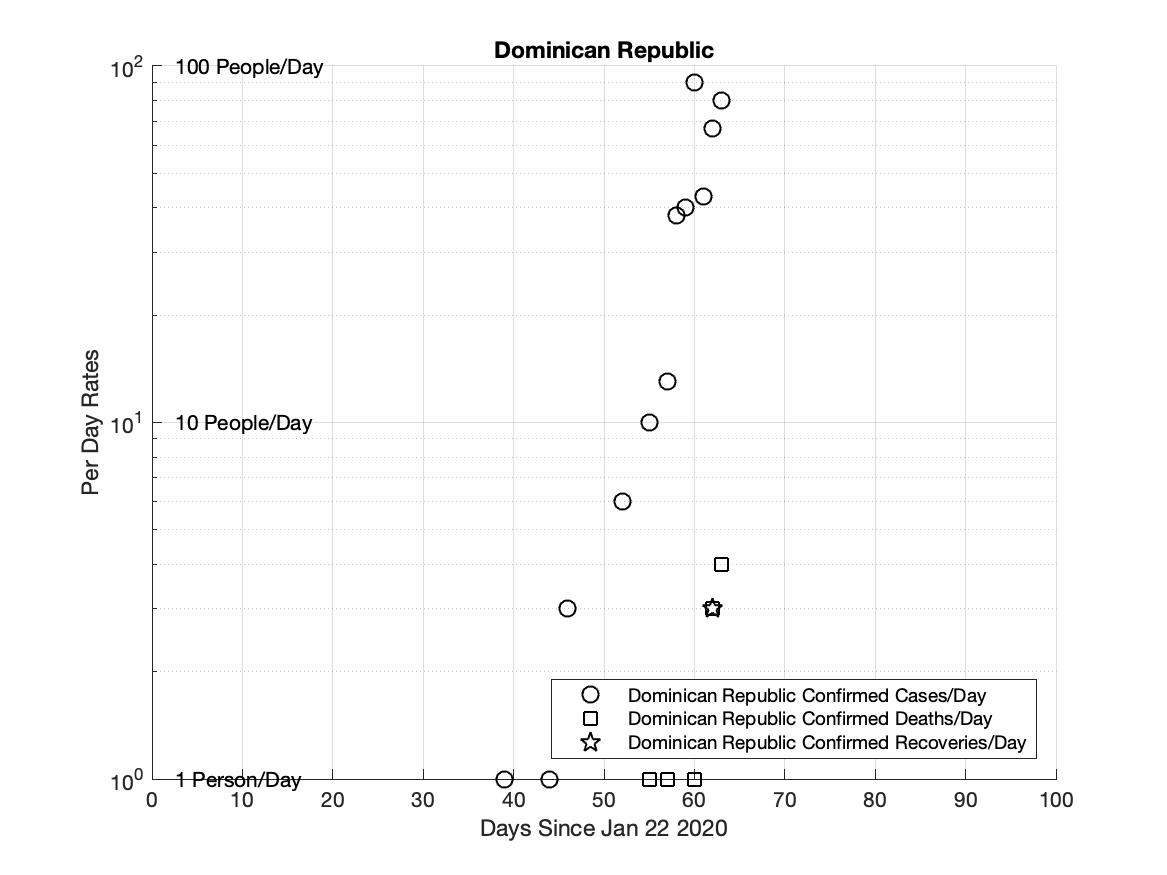 Dominican Republic
10^2
100 People/Day
10^1
10 People/Day
10^0
1 Person/Day
Per Day Rates
Dominican Republic Confirmed Cases/Day
Dominican Republic Confirmed Deaths/Day
Dominican Republic Confirmed Recoveries/Day
0 10 20 30 40 50 60 70 80 90 100
Days Since Jan 22 2020